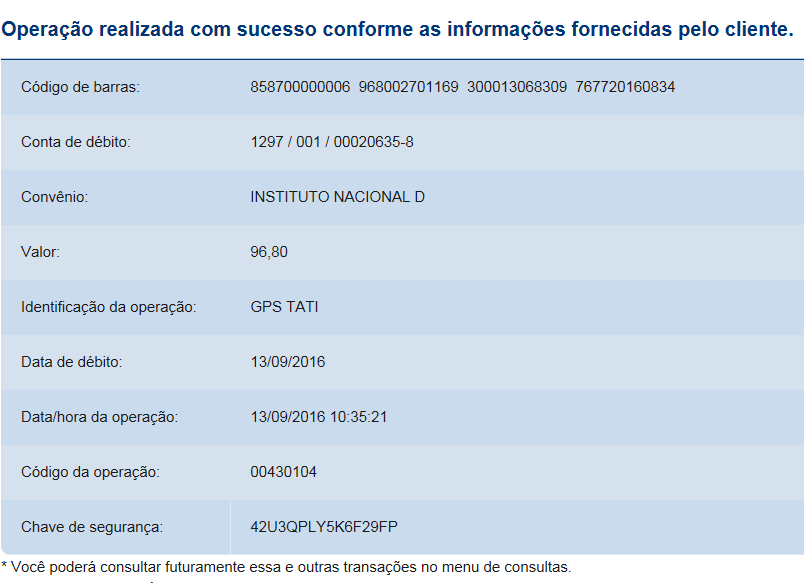 Operação realizada com sucesso conforme as informações fornecidas pelo cliente.
Código de barras: 858700000006 968002701169 300013068309 767720160834
Conta de débito: 1297 / 001 / 00020635-8
Convênio: INSTITUTO NACIONAL D
Valor: 96,80
Identificação da operação: GPS TATI
Data de débito: 13/09/2016
Data/hora da operação: 13/09/2016 10:35:21
Código da operação: 00430104
Chave de segurança: 42U3QPLY5K6F29FP
* Você poderá consultar futuramente essa e outras transações no menu de consultas.